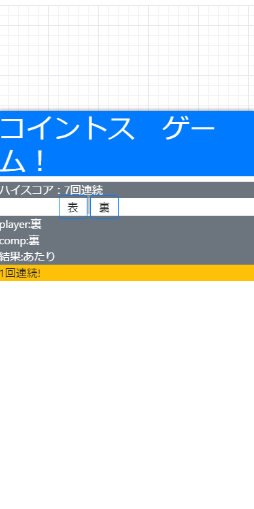 コイントス　ゲー
ム！
ハイスコア：7回連続
表 裏
player:裏
comp:裏
結果:あたり
1回連続!